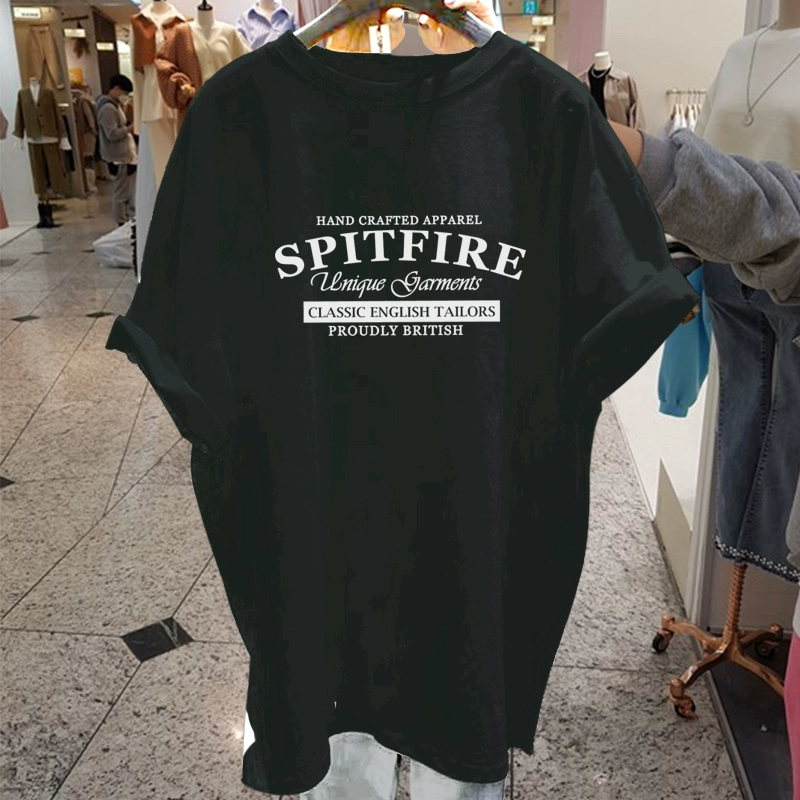 HAND CRAFTED APPAREL
SPITFIRE
Unique Garments
CLASSIC ENGLISH TAILORS
PROUDLY BRITISH